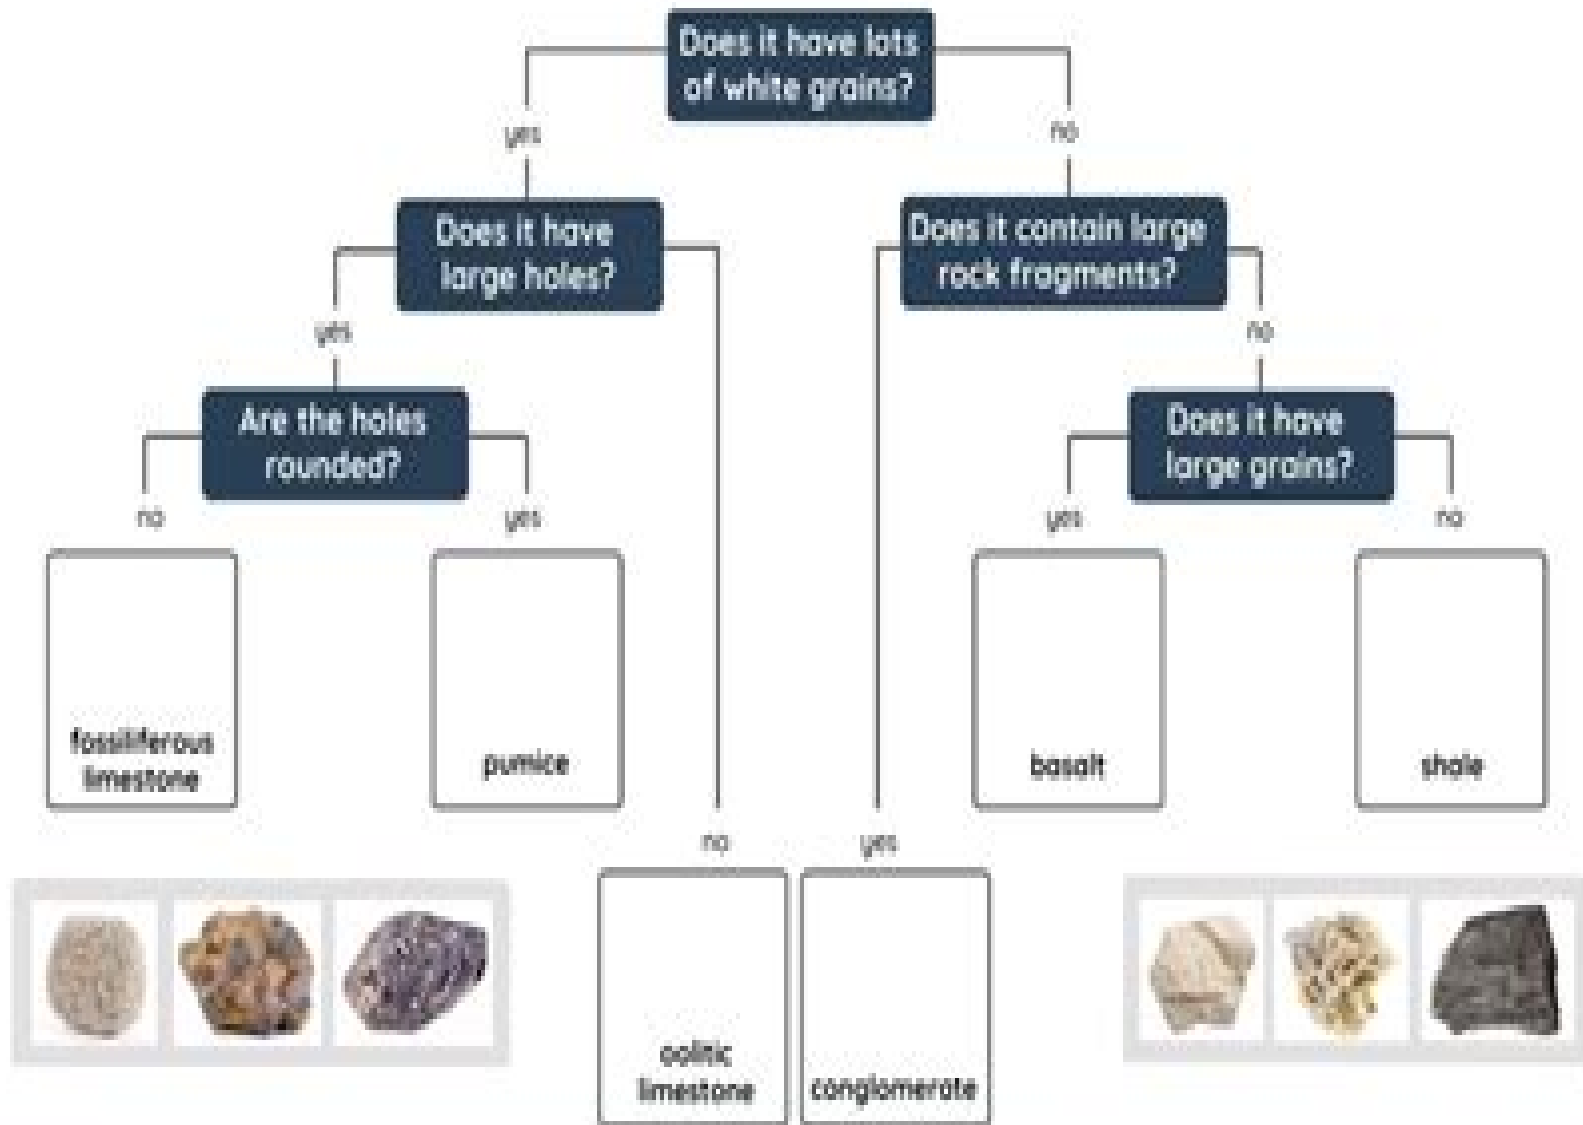 Does it have lots
of white grains?
yes
no
Does it have
large holes?
Does it contain large
rock fragments?
yes
no
Are the holes
rounded?
Does it have
large grains?
no
yes
yes
no
fossiliferous
limestone
pumice
basalt
shale
no
yes
oolitic
limestone
conglomerate